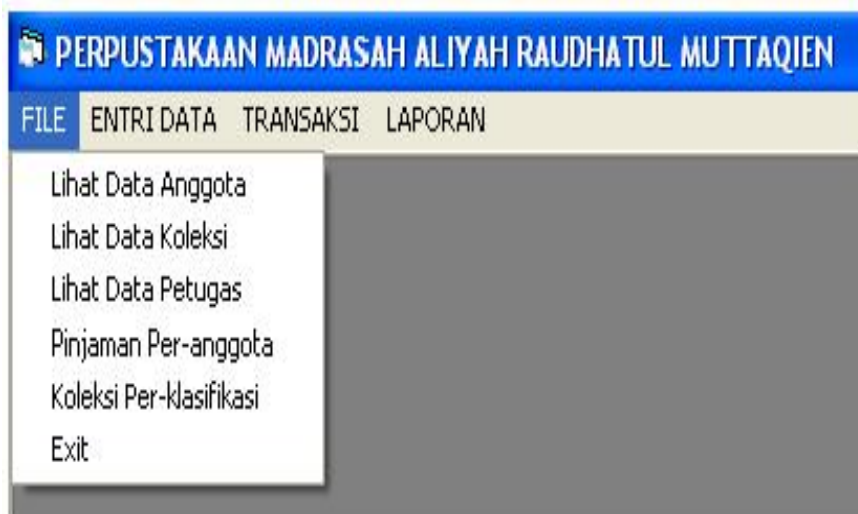 PERPUSTAKAAN MADRASAH ALIYAH RAUDHATUL MUTTAQIEN
FILE ENTRI DATA TRANSAKSI LAPORAN
Lihat Data Anggota
Lihat Data Koleksi
Lihat Data Petugas
Pinjaman Per-anggota
Koleksi Per-klasifikasi
Exit